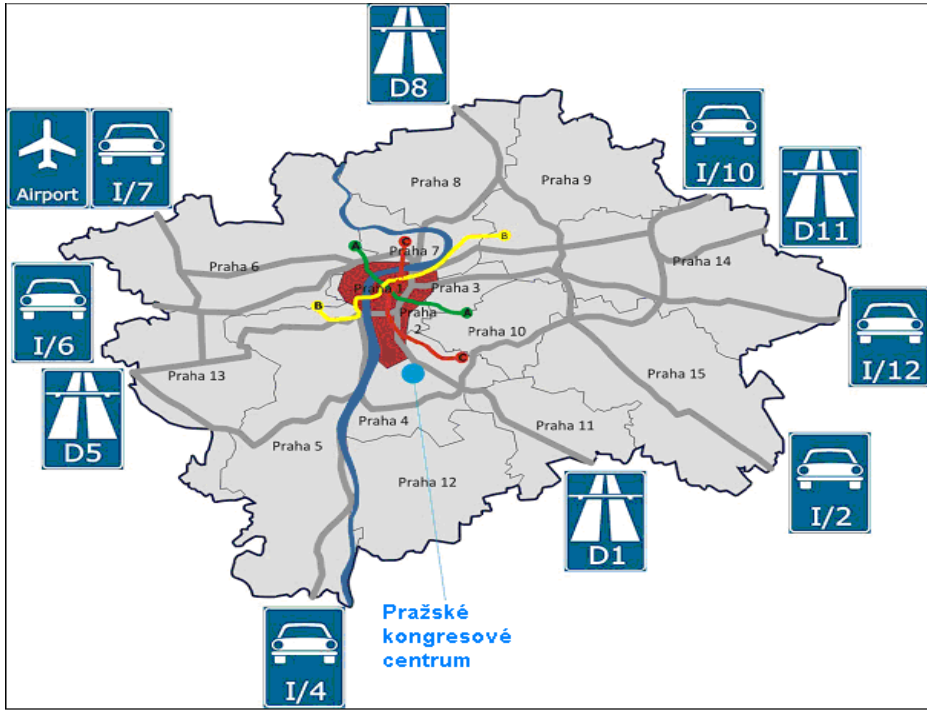 D8
Airport
I/7
I/10
D11
Praha 8
Praha 9
B
A
C
Praha 7
Praha 6
Praha 14
Praha 1
Praha 3
B
A
I/6
Praha
2
Praha 10
I/12
C
Praha 13
Praha 15
D5
Praha 4
Praha 11
Praha 5
Praha 12
I/2
D1
Pražské
kongresové
centrum
I/4